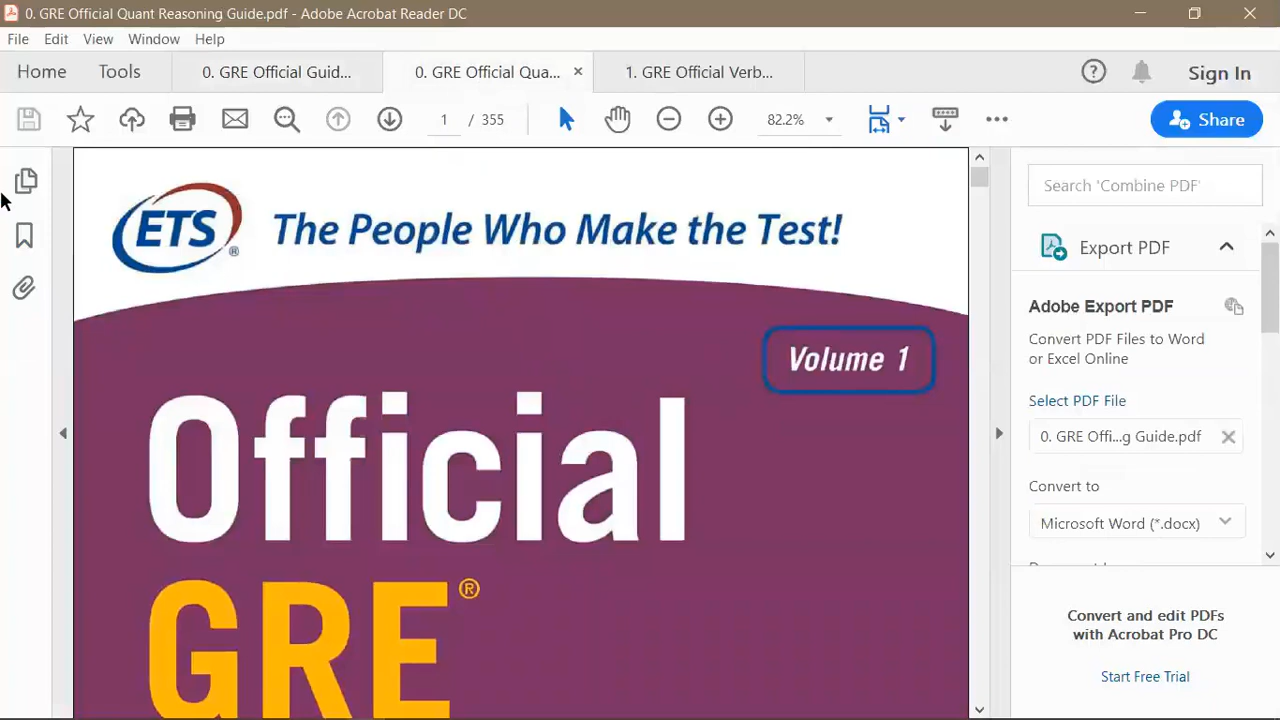 0. GRE Official Quant Reasoning Guide.pdf - Adobe Acrobat Reader DC
File Edit View Window Help
Home Tools 0. GRE Official Guid... 0. GRE Official Qua... × 1. GRE Official Verb... ? Sign In
1 / 355 82.2% Share
ETS® The People Who Make the Test!
Volume 1
Official
GRE®
Search 'Combine PDF'
Export PDF
Adobe Export PDF
Convert PDF Files to Word
or Excel Online
Select PDF File
0. GRE Offi...g Guide.pdf
Convert to
Microsoft Word (*.docx)
Convert and edit PDFs
with Acrobat Pro DC
Start Free Trial